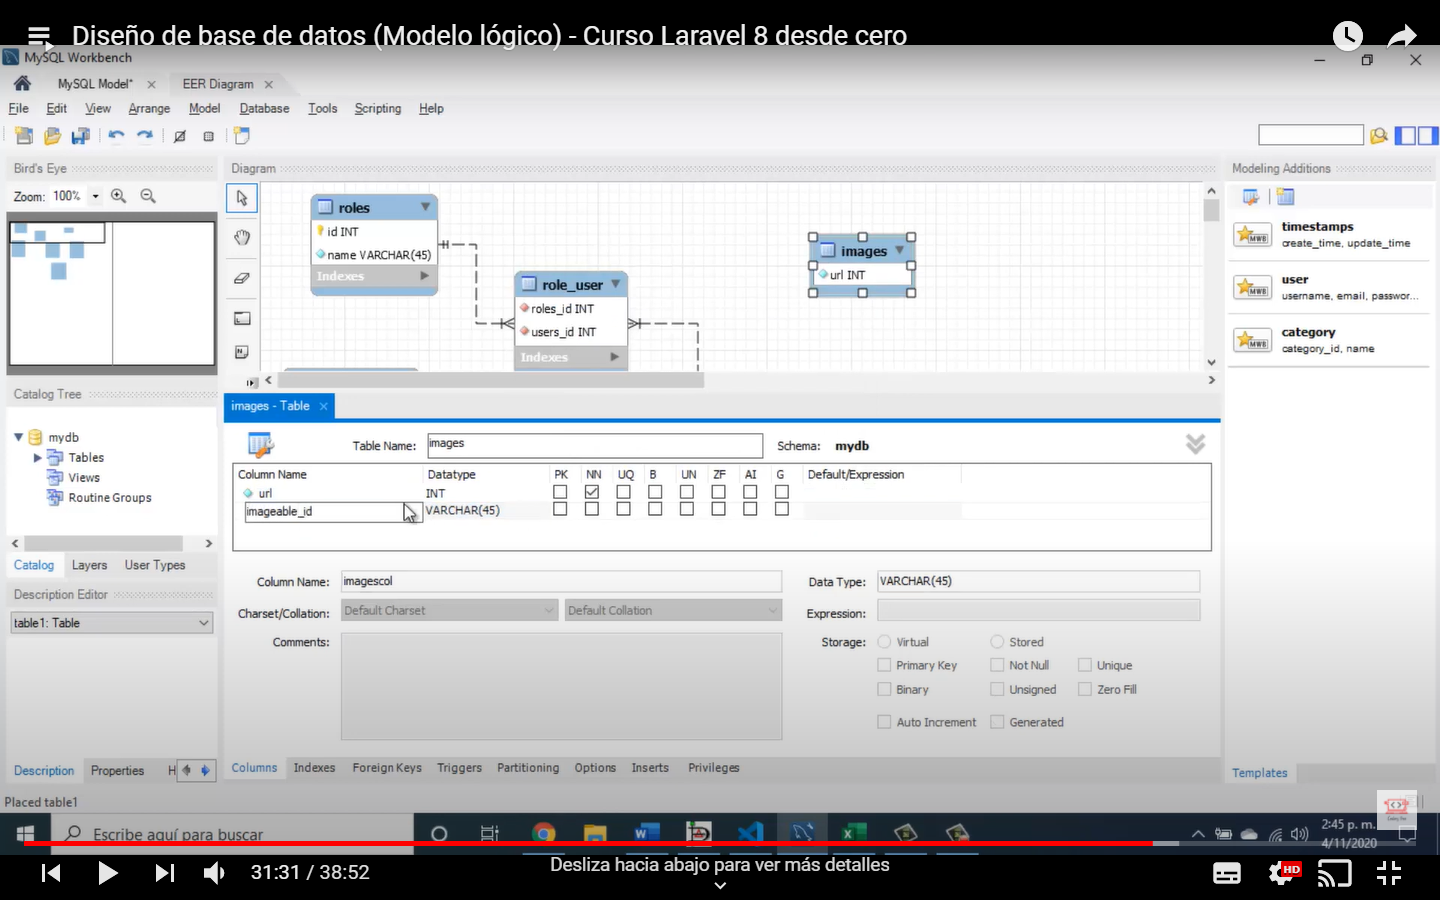 Diseño de base de datos (Modelo lógico) - Curso Laravel 8 desde cero
MySQL Workbench
MySQL Model*
EER Diagram
File Edit View Arrange Model Database Tools Scripting Help
Bird's Eye
Zoom: 100%
Diagram
roles
id INT
name VARCHAR(45)
Indexes
role_user
roles_id INT
users_id INT
Indexes
images
url INT
Modeling Additions
timestamps
create_time, update_time
user
username, email, passwor...
category
category_id, name
Catalog Tree
mydb
Tables
Views
Routine Groups
Catalog Layers User Types
Description Editor
table1: Table
Description Properties H
images - Table
Table Name: images Schema: mydb
Column Name Datatype PK NN UQ B UN ZF AI G Default/Expression
url INT
imageable_id VARCHAR(45)
Column Name: imagescol Data Type: VARCHAR(45)
Charset/Collation: Default Charset Default Collation Expression:
Comments: Storage: Virtual Stored
Primary Key Not Null Unique
Binary Unsigned Zero Fill
Auto Increment Generated
Columns Indexes Foreign Keys Triggers Partitioning Options Inserts Privileges
Templates
Placed table1
Escribe aquí para buscar
2:45 p. m.
4/11/2020
31:31 / 38:52
Desliza hacia abajo para ver más detalles
HD